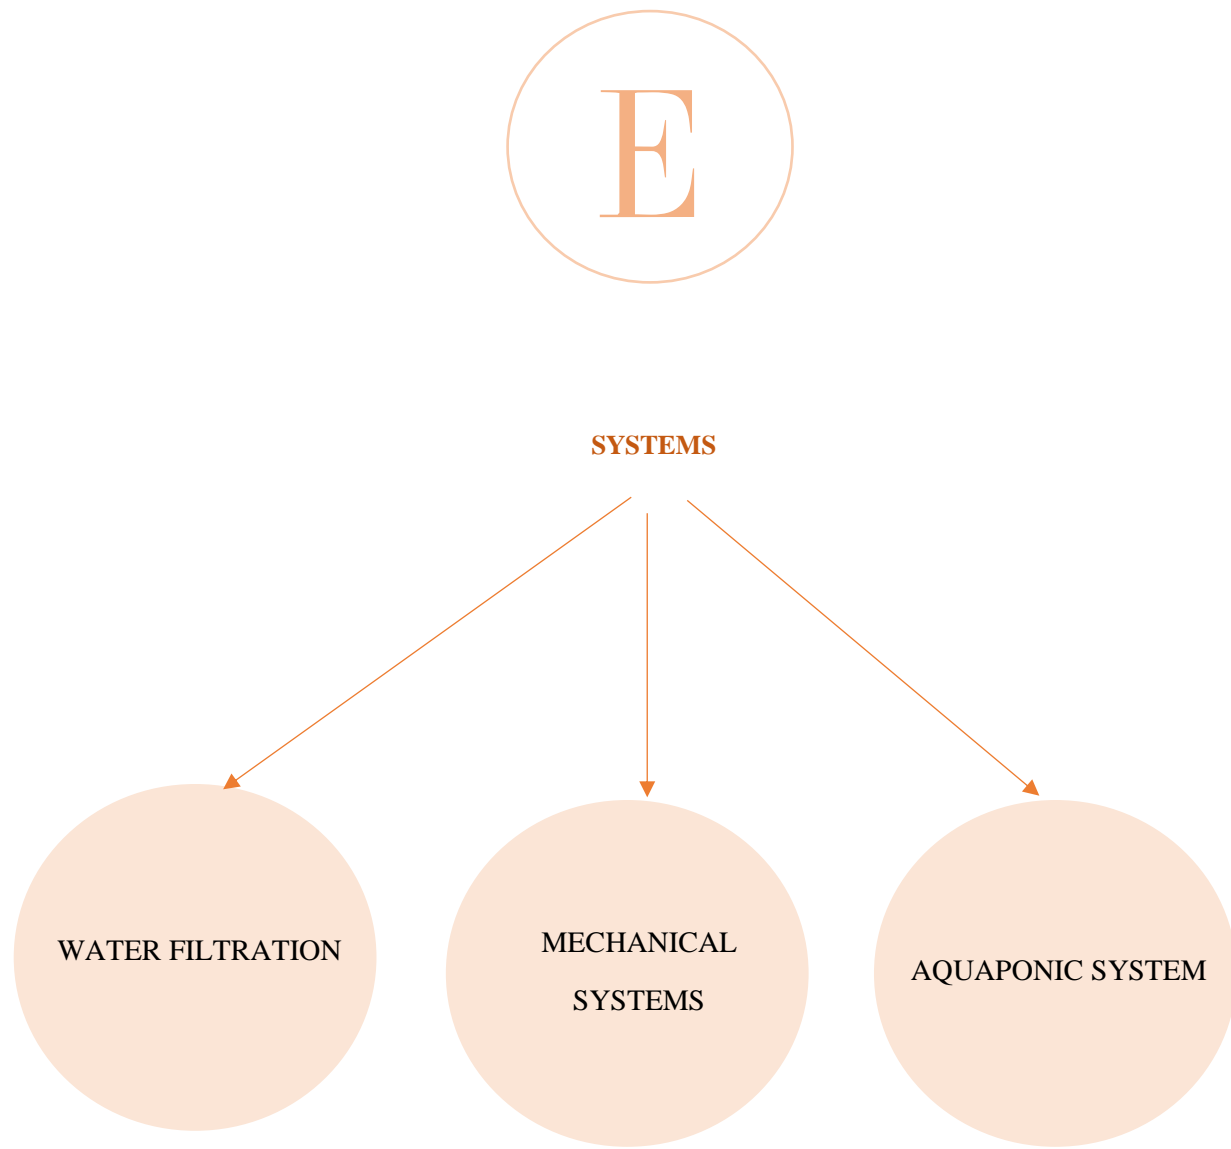 E
SYSTEMS
WATER FILTRATION
MECHANICAL
SYSTEMS
AQUAPONIC SYSTEM